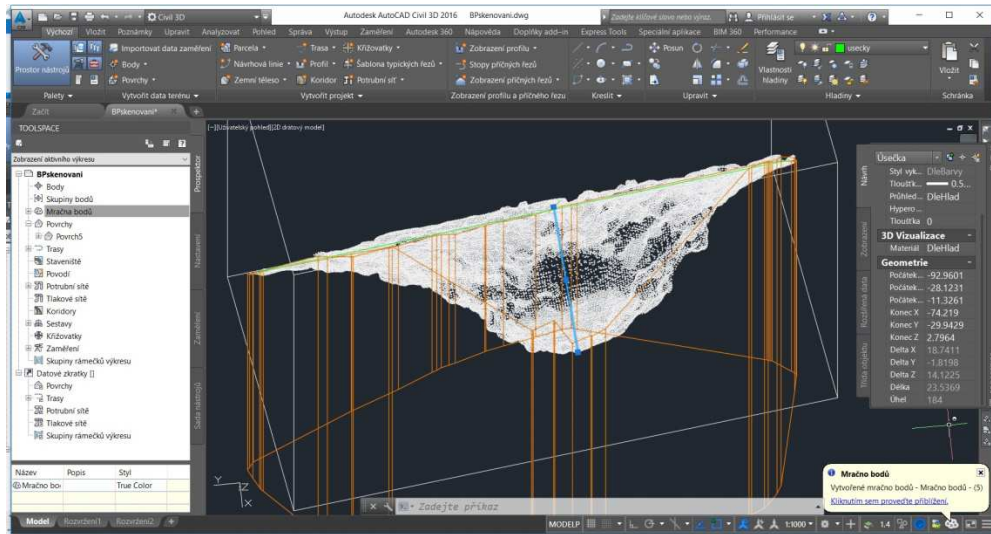 Civil 3D
Autodesk AutoCAD Civil 3D 2016 BPskenovani.dwg
Zadejte klíčové slovo nebo výraz.
Přihlásit se
Výchozí Vložit Poznámky Upravit Analyzovat Pohled Správa Výstup Zaměření Autodesk 360 Nápověda Doplňky add-in Express Tools Speciální aplikace BIM 360 Performance
Importovat data zaměření
Parcela
Trasa
Křižovatky
Zobrazení profilu
Posun
usecky
Prostor nástrojů
Body
Návrhová linie
Profil
Šablona typických řezů
Stopy příčných řezů
Vlastnosti hladiny
Vložit
Povrchy
Zemní těleso
Koridor
Potrubní síť
Zobrazení příčných řezů
Palety
Vytvořit data terénu
Vytvořit projekt
Zobrazení profilu a příčného řezu
Kreslit
Upravit
Hladiny
Schránka
Začít
BPskenovani*
TOOLSPACE
Zobrazení aktivního výkresu
BPskenovani
Body
Skupiny bodů
Mračna bodů
Povrchy
Povrch5
Trasy
Staveniště
Povodí
Potrubní sítě
Tlakové sítě
Koridory
Sestavy
Křižovatky
Zaměření
Skupiny rámečků výkresu
Datové zkratky []
Povrchy
Trasy
Potrubní sítě
Tlakové sítě
Skupiny rámečků výkresu
Prospektor
Nastavení
Zaměření
Sada nástrojů
Název Popis Styl
Mračno bo True Color
[-][Uživatelský pohled][2D drátový model]
Y
Z
X
Návrh
Zobrazení
Rozšířená data
Třída objektu
Úsečka
Styl vyk... DleBarvy
Tloušťk... 0.5...
Průhled... DleHlad
Hypero...
Tloušťka 0
3D Vizualizace
Materiál DleHlad
Geometrie
Počátek... -92.9601
Počátek... -28.1231
Počátek... -11.3261
Konec X -74.219
Konec Y -29.9429
Konec Z 2.7964
Delta X 18.7411
Delta Y -1.8198
Delta Z 14.1225
Délka 23.5369
Úhel 184
Mračno bodů
Vytvořené mračno bodů - Mračno bodů - (5)
Kliknutím sem proveďte přiblížení.
Zadejte příkaz
Model Rozvržení1 Rozvržení2
MODELP
1:1000
1.4